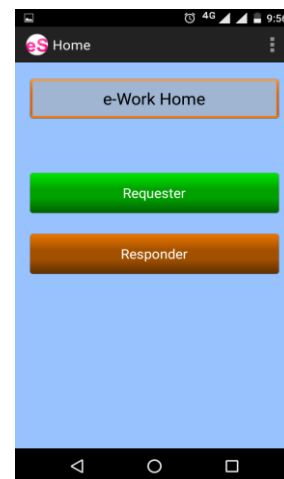 4G 9:56
eS Home
e-Work Home
Requester
Responder